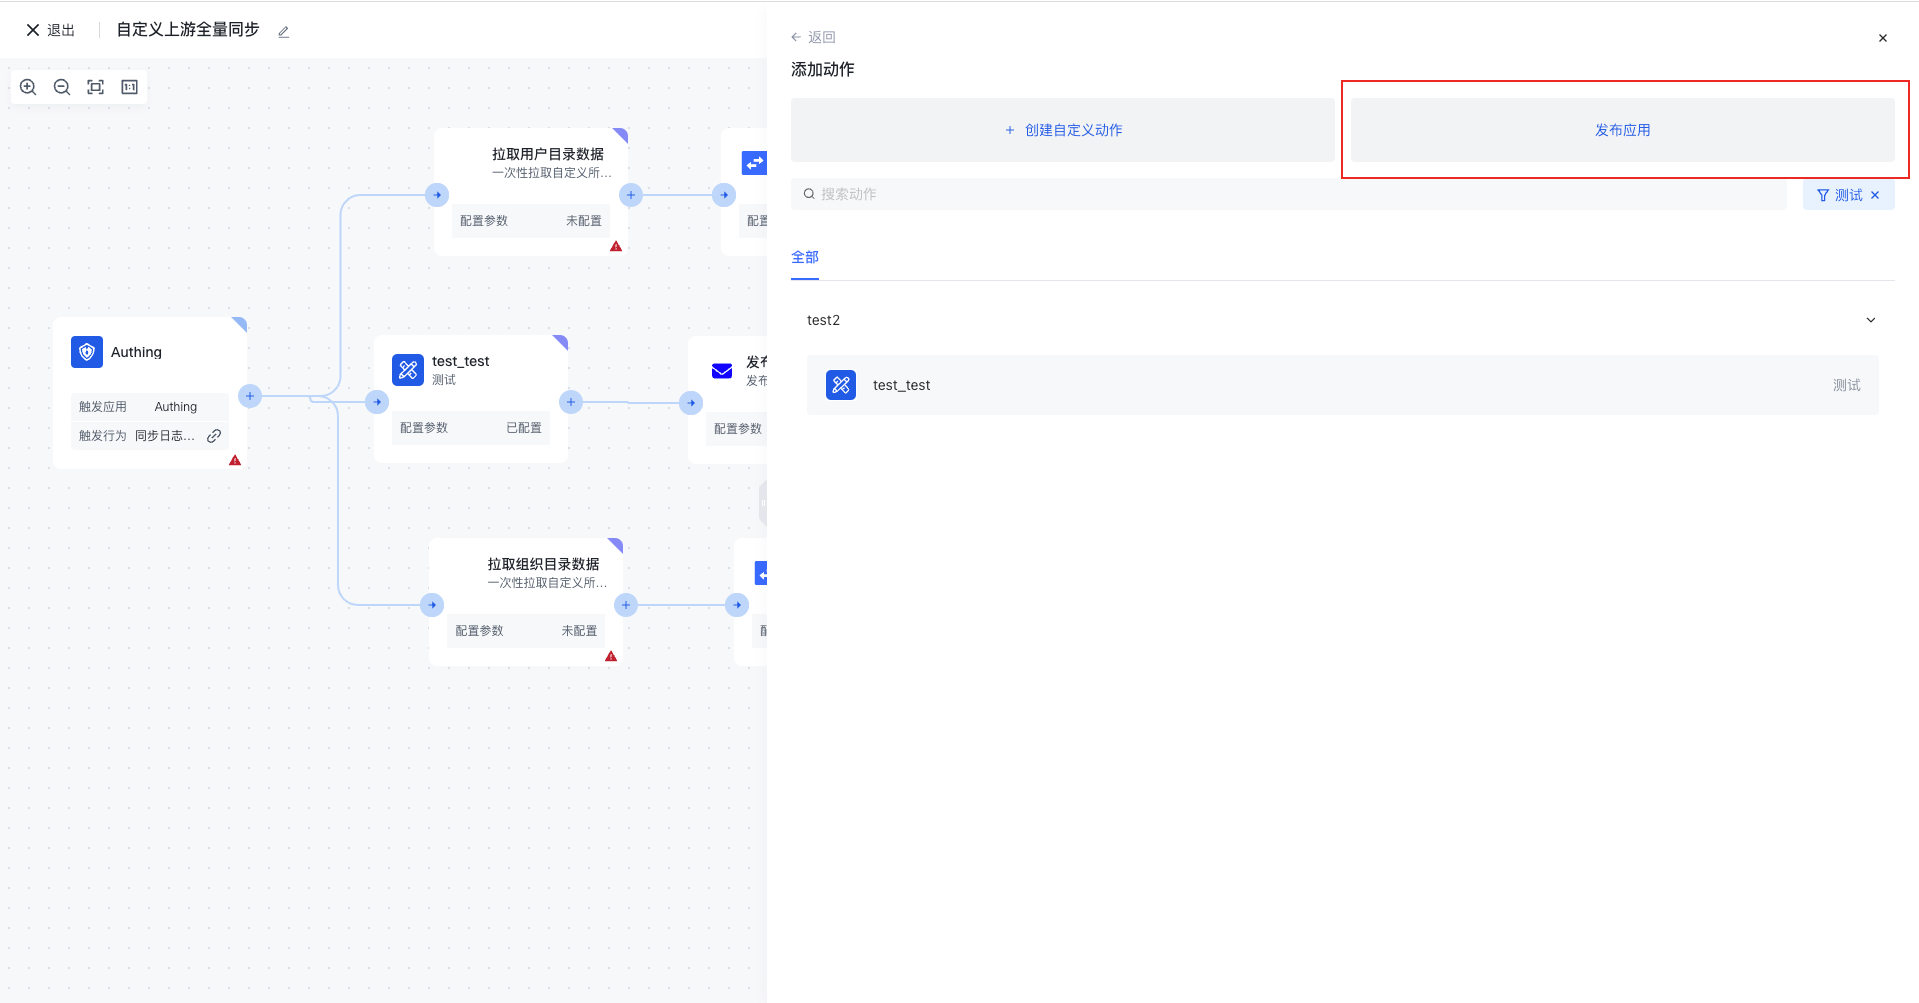 退出
自定义上游全量同步
1:1
拉取用户目录数据
一次性拉取自定义所...
配置参数
未配置
配置
Authing
触发应用
Authing
触发行为
同步日志...
test_test
测试
配置参数
已配置
发布
发布
配置参数
拉取组织目录数据
一次性拉取自定义所...
配置参数
未配置
返回
添加动作
+ 创建自定义动作
发布应用
搜索动作
测试
全部
test2
test_test
测试